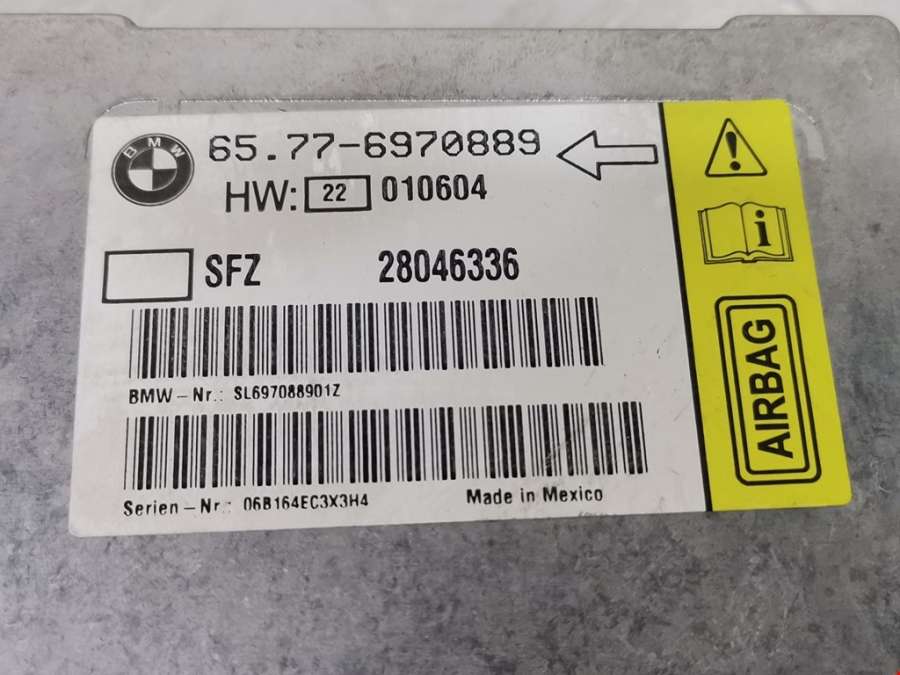 BMW
65.77-6970889
HW: 22 010604
SFZ 28046336
BMW-Nr.: SL697088901Z
Serien-Nr.: 06B164EC3X3H4
Made in Mexico
i
AIRBAG